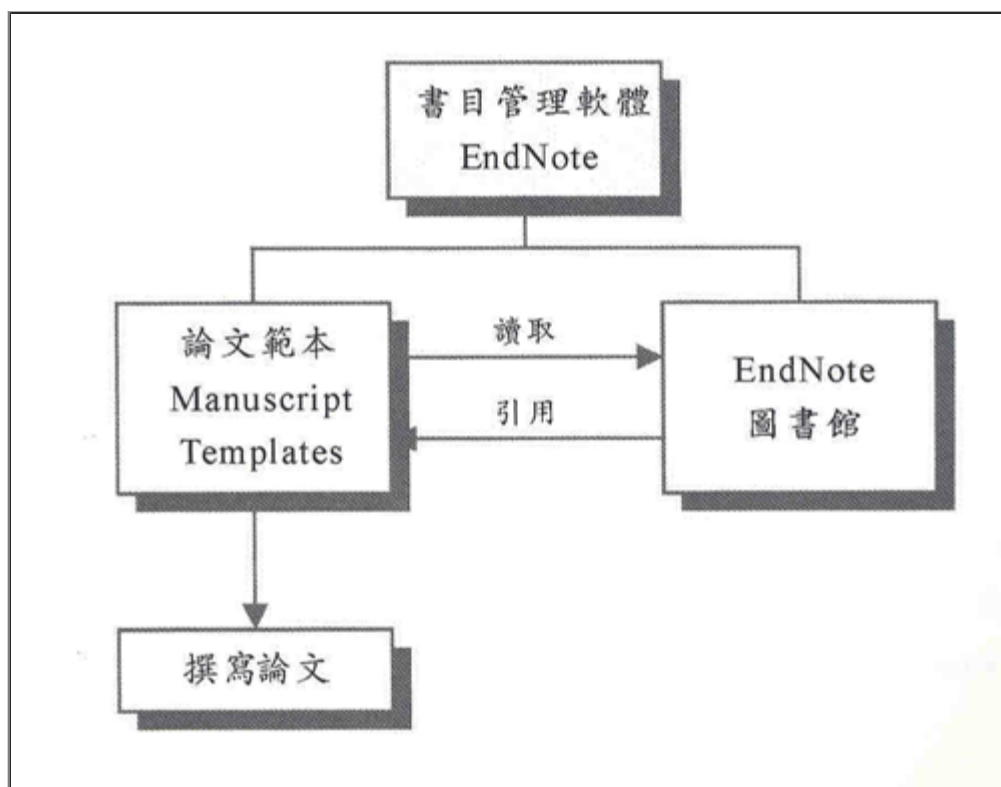 書目管理軟體
EndNote
論文範本
Manuscript
Templates
讀取
引用
EndNote
圖書館
撰寫論文